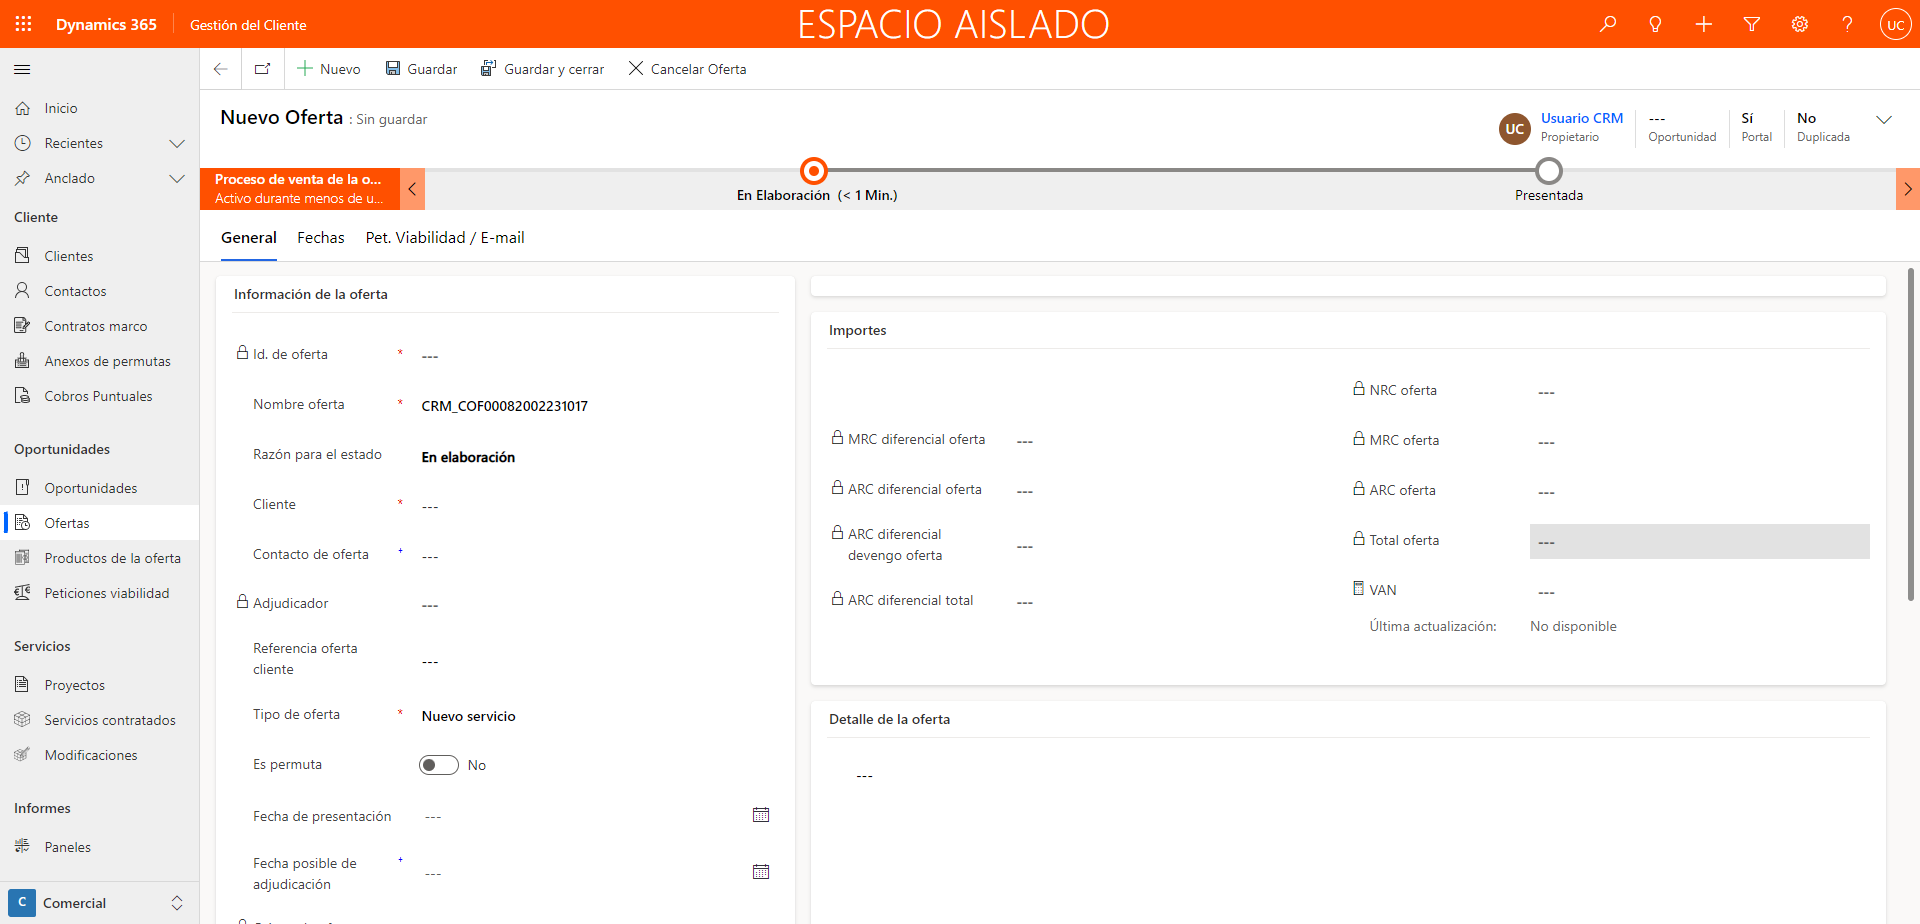 Dynamics 365
Gestión del Cliente
ESPACIO AISLADO
UC
Nuevo
Guardar
Guardar y cerrar
Cancelar Oferta
Inicio
Recientes
Anclado
Cliente
Clientes
Contactos
Contratos marco
Anexos de permutas
Cobros Puntuales
Oportunidades
Oportunidades
Ofertas
Productos de la oferta
Peticiones viabilidad
Servicios
Proyectos
Servicios contratados
Modificaciones
Informes
Paneles
C Comercial
Nuevo Oferta : Sin guardar
UC
Usuario CRM
Propietario
---
Oportunidad
Sí
Portal
No
Duplicada
Proceso de venta de la o...
Activo durante menos de u...
En Elaboración (< 1 Min.)
Presentada
General
Fechas
Pet. Viabilidad / E-mail
Información de la oferta
Id. de oferta * ---
Nombre oferta * CRM_COF00082002231017
Razón para el estado En elaboración
Cliente * ---
Contacto de oferta + ---
Adjudicador ---
Referencia oferta
cliente ---
Tipo de oferta * Nuevo servicio
Es permuta No
Fecha de presentación ---
Fecha posible de + ---
adjudicación
Importes
MRC diferencial oferta ---
ARC diferencial oferta ---
ARC diferencial
devengo oferta ---
ARC diferencial total ---
NRC oferta ---
MRC oferta ---
ARC oferta ---
Total oferta ---
VAN ---
Última actualización: No disponible
Detalle de la oferta
---